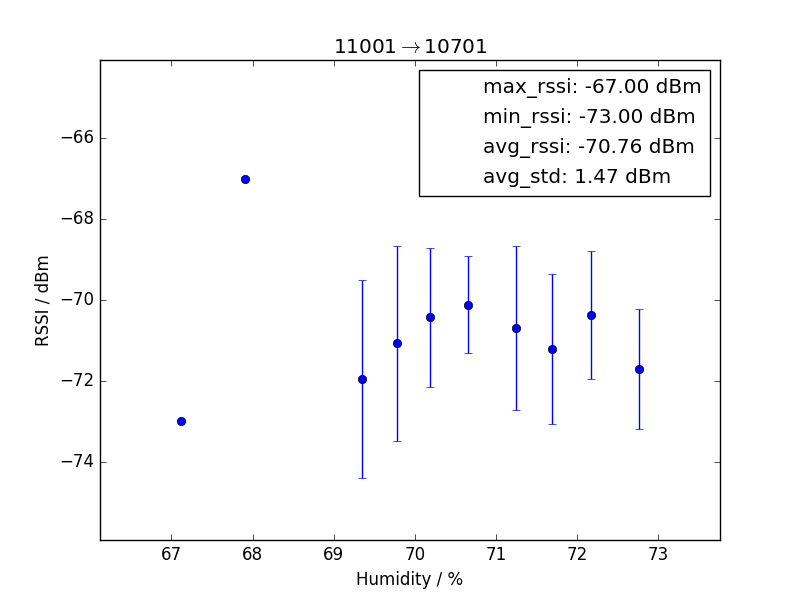 11001→10701
max_rssi: -67.00 dBm
min_rssi: -73.00 dBm
avg_rssi: -70.76 dBm
avg_std: 1.47 dBm
RSSI / dBm
−66
−68
−70
−72
−74
67 68 69 70 71 72 73
Humidity / %